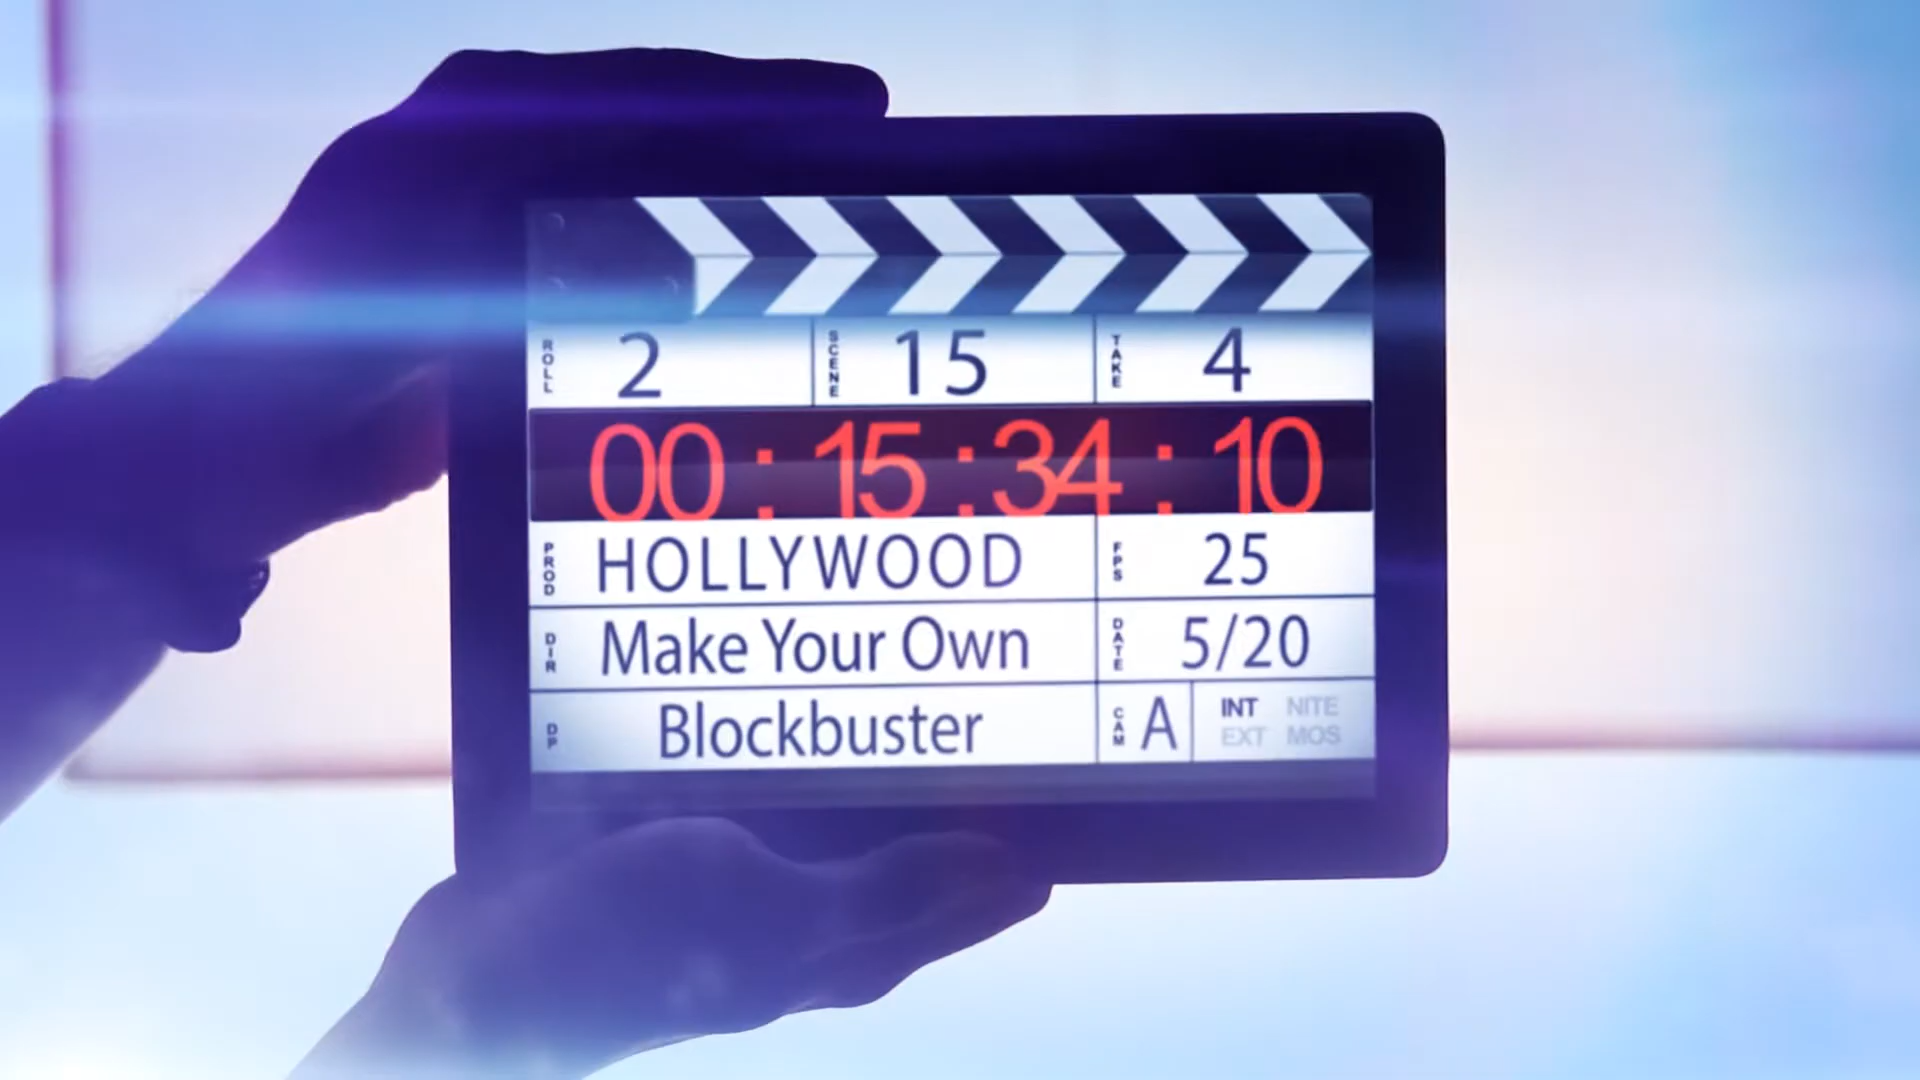 ROLL 2 SCENE 15 TAKE 4
00 : 15 : 34 : 10
PROD HOLLYWOOD FPS 25
DIR Make Your Own DATE 5/20
DP Blockbuster CAM A INT NITE
EXT MOS